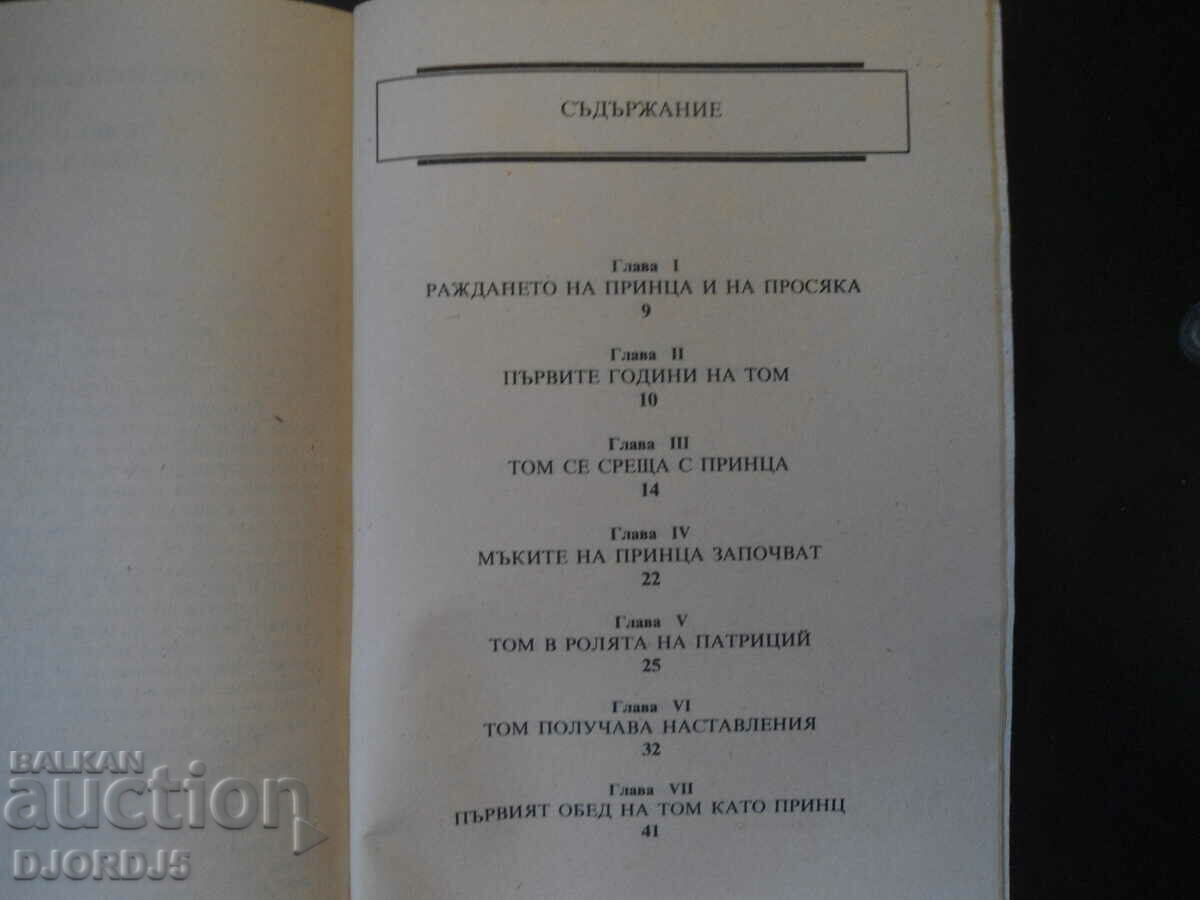 СЪДЪРЖАНИЕ
Глава I
РАЖДАНЕТО НА ПРИНЦА И НА ПРОСЯКА
9
Глава II
ПЪРВИТЕ ГОДИНИ НА ТОМ
10
Глава III
ТОМ СЕ СРЕЩА С ПРИНЦА
14
Глава IV
МЪКИТЕ НА ПРИНЦА ЗАПОЧВАТ
22
Глава V
ТОМ В РОЛЯТА НА ПАТРИЦИЙ
25
Глава VI
ТОМ ПОЛУЧАВА НАСТАВЛЕНИЯ
32
Глава VII
ПЪРВИЯТ ОБЕД НА ТОМ КАТО ПРИНЦ
41
BALKAN
auction
DJORDJ5